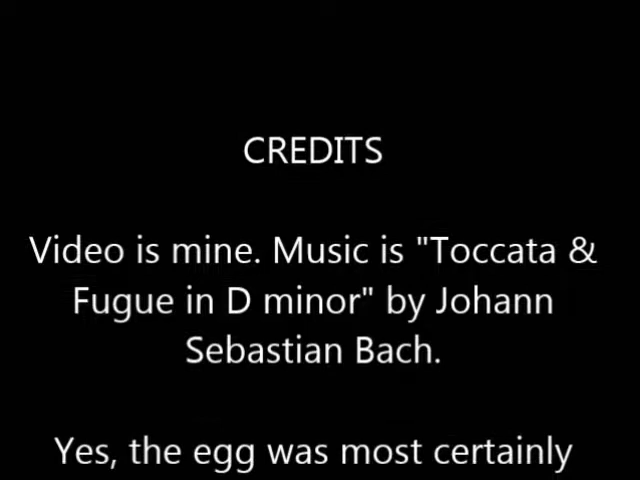 CREDITS
Video is mine. Music is "Toccata &
Fugue in D minor" by Johann
Sebastian Bach.
Yes, the egg was most certainly